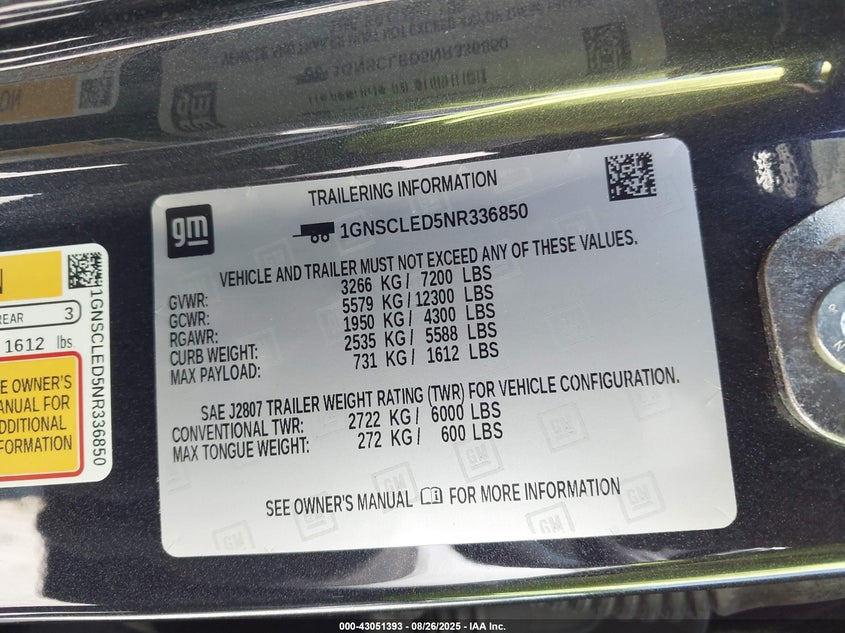 TRAILERING INFORMATION
gm
1GNSCLED5NR336850
VEHICLE AND TRAILER MUST NOT EXCEED ANY OF THESE VALUES.
GVWR: 3266 KG / 7200 LBS
GCWR: 5579 KG / 12300 LBS
RGAWR: 1950 KG / 4300 LBS
CURB WEIGHT: 2535 KG / 5588 LBS
MAX PAYLOAD: 731 KG / 1612 LBS
SAE J2807 TRAILER WEIGHT RATING (TWR) FOR VEHICLE CONFIGURATION.
CONVENTIONAL TWR: 2722 KG / 6000 LBS
MAX TONGUE WEIGHT: 272 KG / 600 LBS
SEE OWNER'S MANUAL FOR MORE INFORMATION
N
REAR 3
1612 lbs
SEE OWNER'S
MANUAL FOR
ADDITIONAL
INFORMATION
1GNSCLED5NR336850
000-43051393 - 08/26/2025 - IAA Inc.